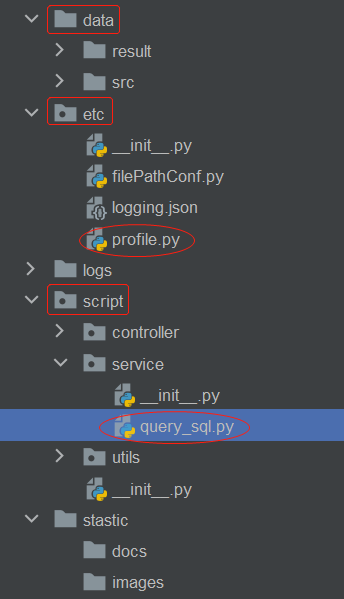 data
result
src
etc
__init__.py
filePathConf.py
logging.json
profile.py
logs
script
controller
service
__init__.py
query_sql.py
utils
__init__.py
stastic
docs
images